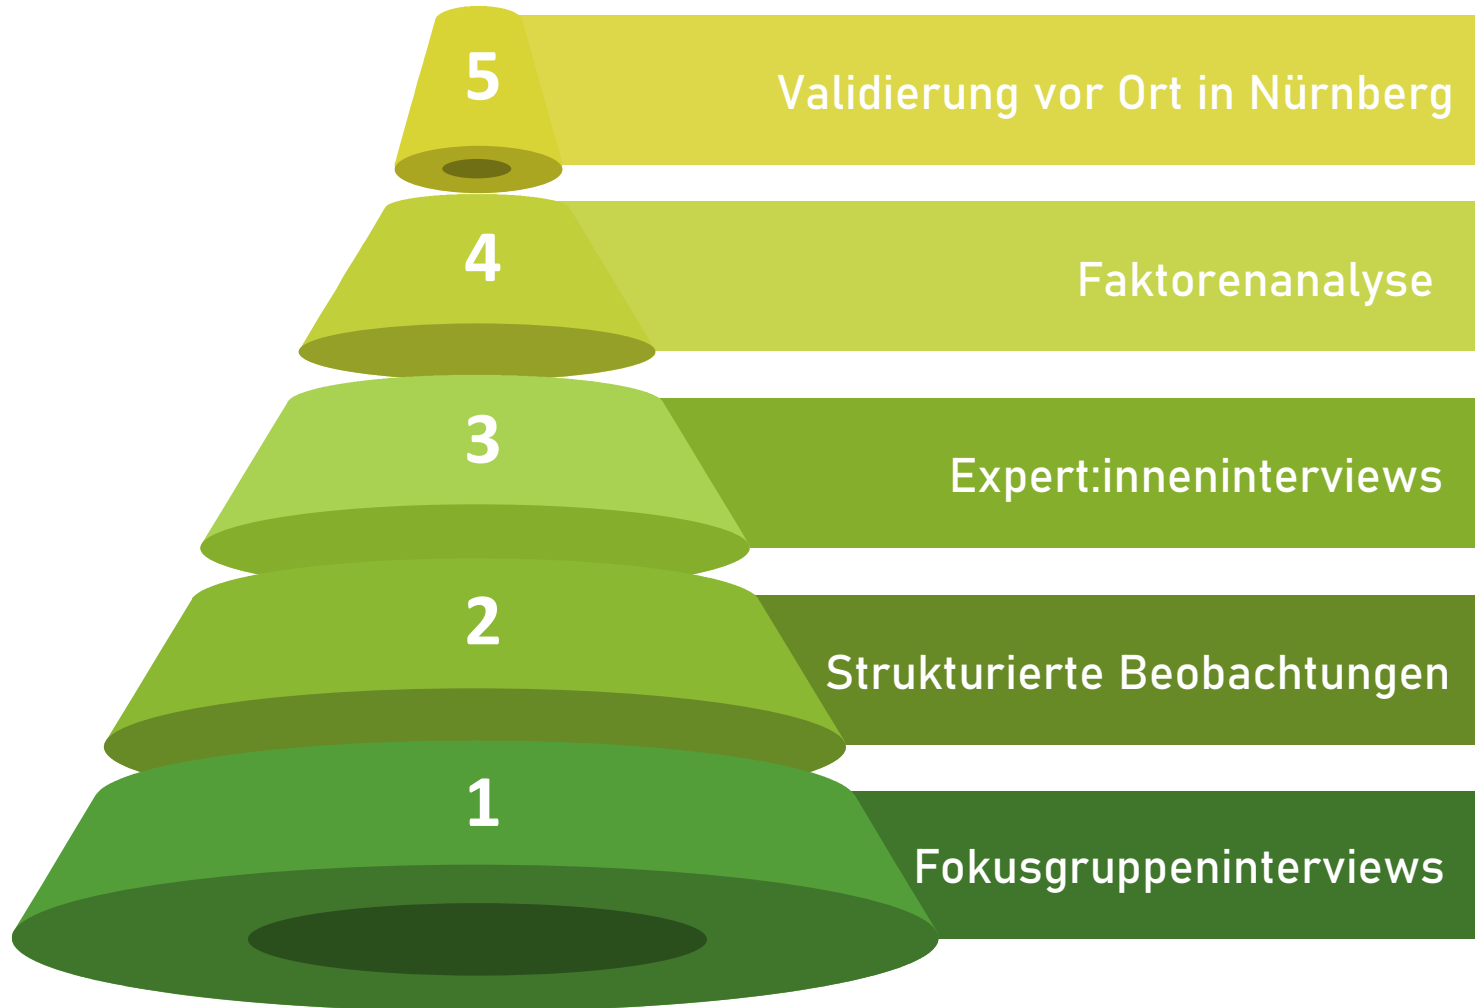 5
Validierung vor Ort in Nürnberg
4
Faktorenanalyse
3
Expert:inneninterviews
2
Strukturierte Beobachtungen
1
Fokusgruppeninterviews